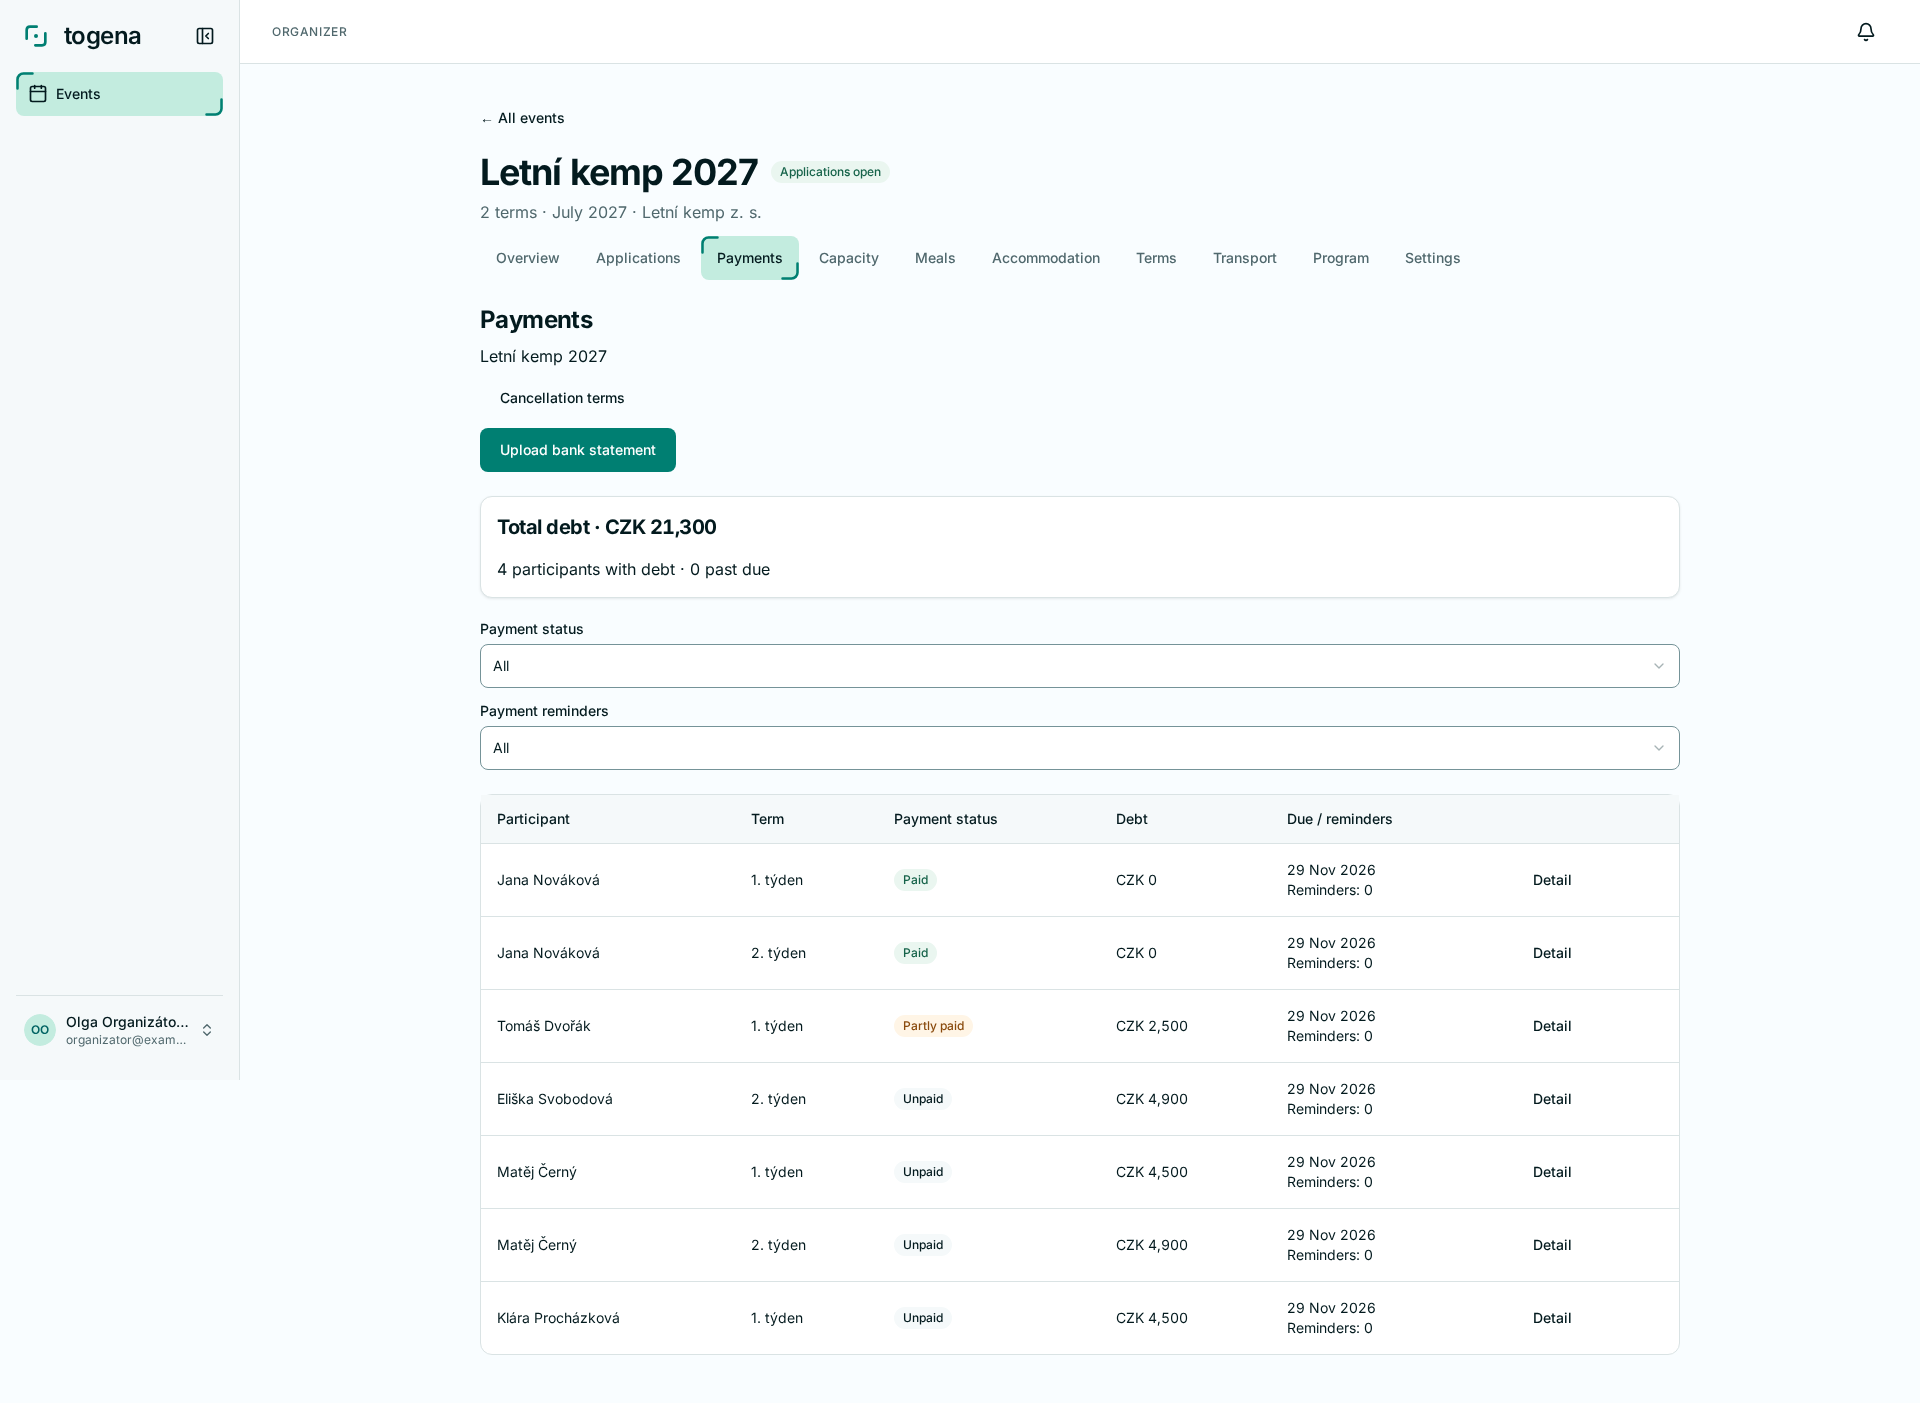 togena
ORGANIZER
Events
← All events
Letní kemp 2027 Applications open
2 terms · July 2027 · Letní kemp z. s.
Overview Applications Payments Capacity Meals Accommodation Terms Transport Program Settings
Payments
Letní kemp 2027
Cancellation terms
Upload bank statement
Total debt · CZK 21,300
4 participants with debt · 0 past due
Payment status
All
Payment reminders
All
Participant Term Payment status Debt Due / reminders
Jana Nováková 1. týden Paid CZK 0 29 Nov 2026 Detail
Reminders: 0
Jana Nováková 2. týden Paid CZK 0 29 Nov 2026 Detail
Reminders: 0
Tomáš Dvořák 1. týden Partly paid CZK 2,500 29 Nov 2026 Detail
Reminders: 0
Eliška Svobodová 2. týden Unpaid CZK 4,900 29 Nov 2026 Detail
Reminders: 0
Matěj Černý 1. týden Unpaid CZK 4,500 29 Nov 2026 Detail
Reminders: 0
Matěj Černý 2. týden Unpaid CZK 4,900 29 Nov 2026 Detail
Reminders: 0
Klára Procházková 1. týden Unpaid CZK 4,500 29 Nov 2026 Detail
Reminders: 0
OO Olga Organizáto...
organizator@exam...